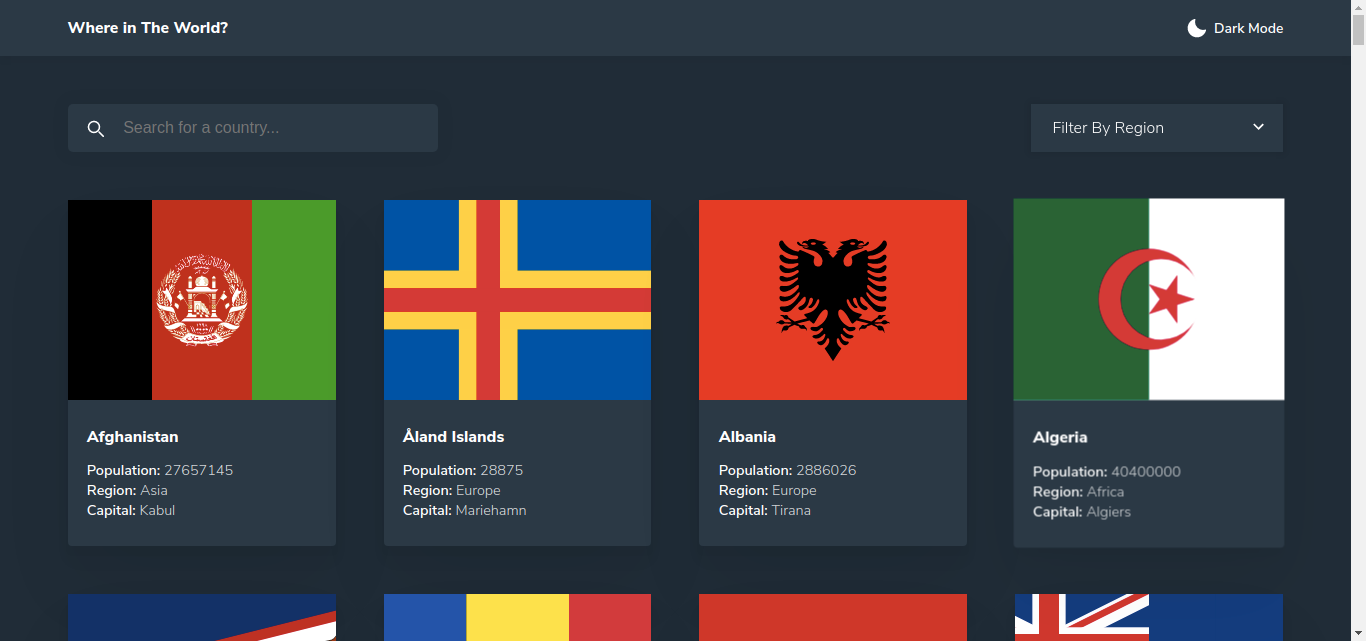 Where in The World?
Dark Mode
Search for a country...
Filter By Region
Afghanistan
Population: 27657145
Region: Asia
Capital: Kabul
Åland Islands
Population: 28875
Region: Europe
Capital: Mariehamn
Albania
Population: 2886026
Region: Europe
Capital: Tirana
Algeria
Population: 40400000
Region: Africa
Capital: Algiers